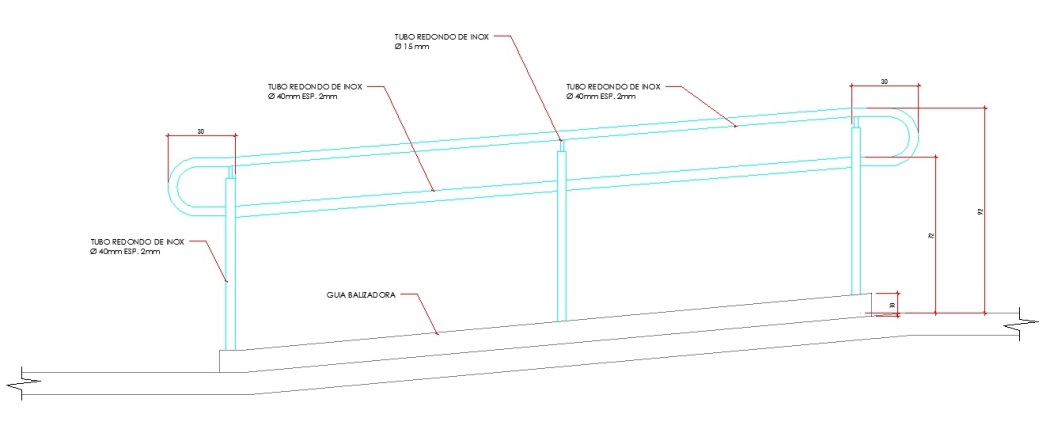 TUBO REDONDO DE INOX
Ø 15 mm
TUBO REDONDO DE INOX
Ø 40mm ESP. 2mm
TUBO REDONDO DE INOX
Ø 40mm ESP. 2mm
30
30
92
72
TUBO REDONDO DE INOX
Ø 40mm ESP. 2mm
GUIA BALIZADORA
10